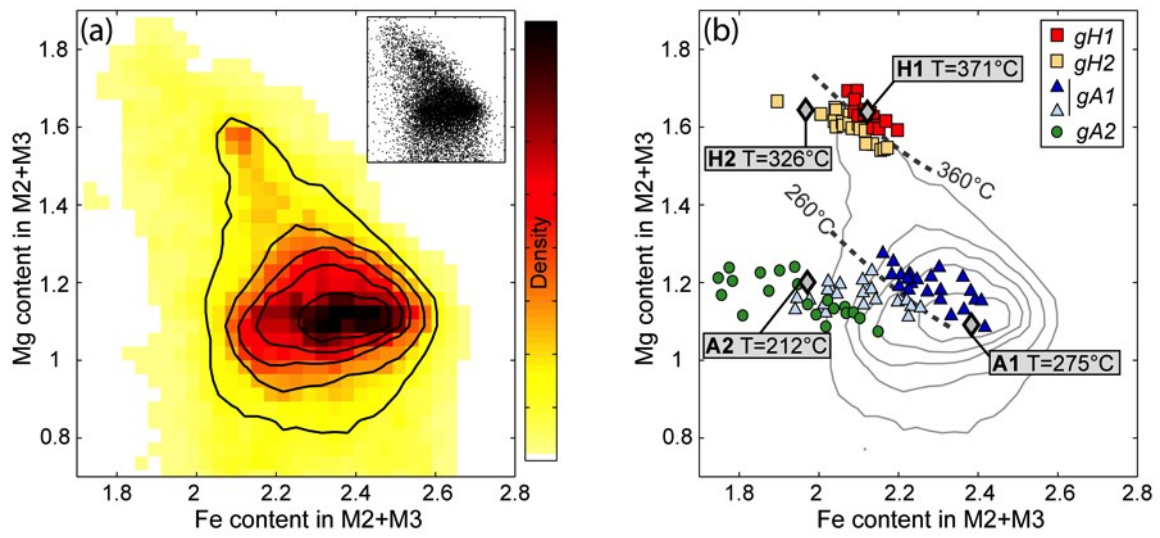 (a)
1.8
1.6
1.4
1.2
1
0.8
Mg content in M2+M3
1.8
2
2.2
2.4
2.6
2.8
Fe content in M2+M3
Density
(b)
1.8
1.6
1.4
1.2
1
0.8
Mg content in M2+M3
1.8
2
2.2
2.4
2.6
2.8
Fe content in M2+M3
H1 T=371°C
gH1
gH2
gA1
gA2
H2 T=326°C
360°C
260°C
A2 T=212°C
A1 T=275°C